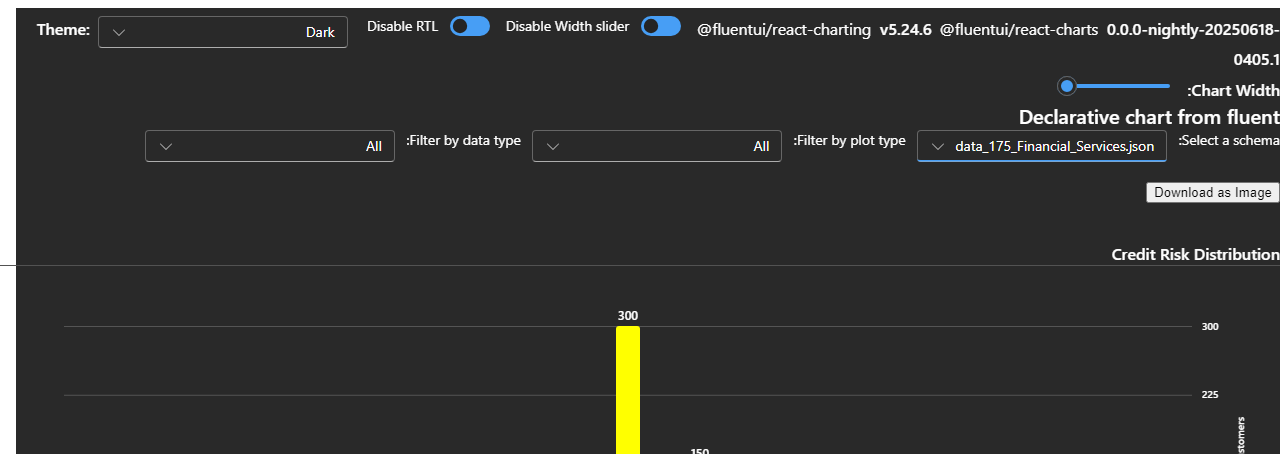 Theme: Dark Disable RTL Disable Width slider @fluentui/react-charting v5.24.6 @fluentui/react-charts 0.0.0-nightly-20250618-
0405.1
:Chart Width
Declarative chart from fluent
:Select a schema data_175_Financial_Services.json :Filter by plot type All :Filter by data type All
Download as Image
Credit Risk Distribution
300
300
225
150